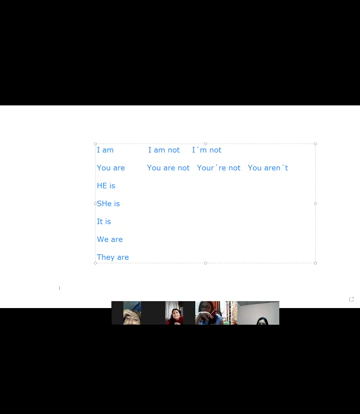 I am I am not I´m not
You are You are not Your´re not You aren´t
HE is
SHe is
It is
We are
They are